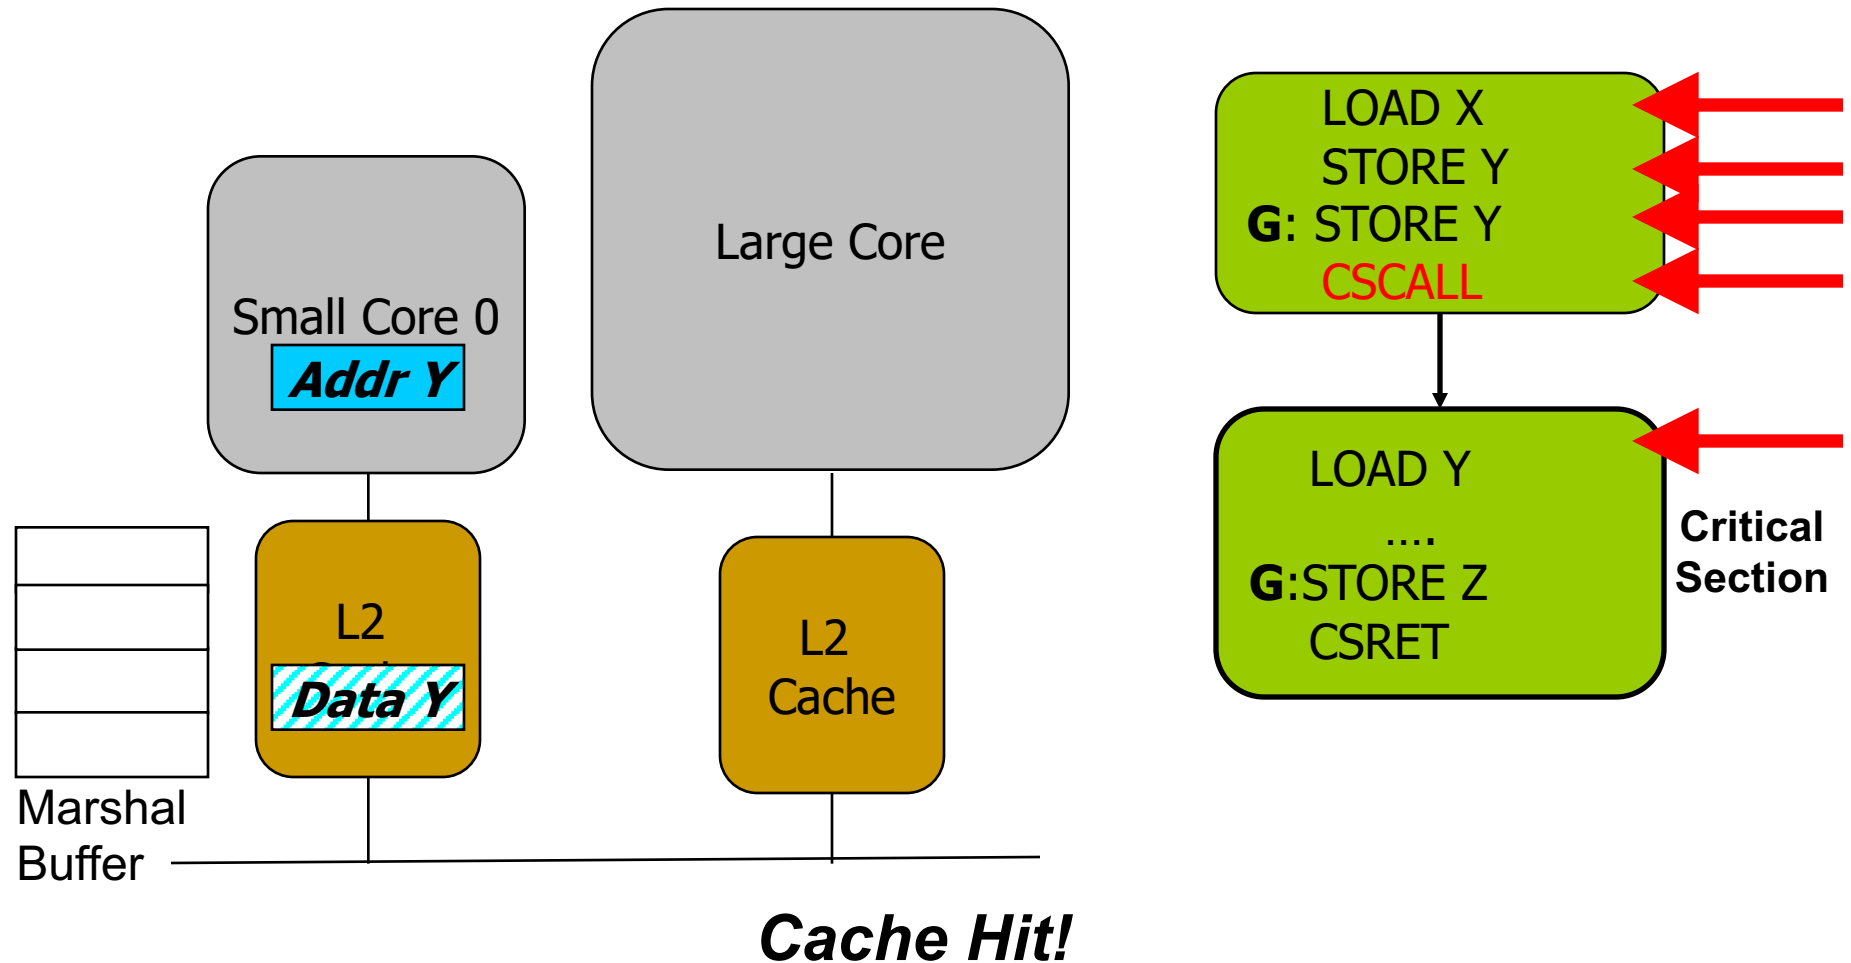 Large Core
Small Core 0
Addr Y
L2
Data Y
L2
Cache
Marshal
Buffer
LOAD X
STORE Y
G: STORE Y
CSCALL
LOAD Y
....
G:STORE Z
CSRET
Critical
Section
Cache Hit!